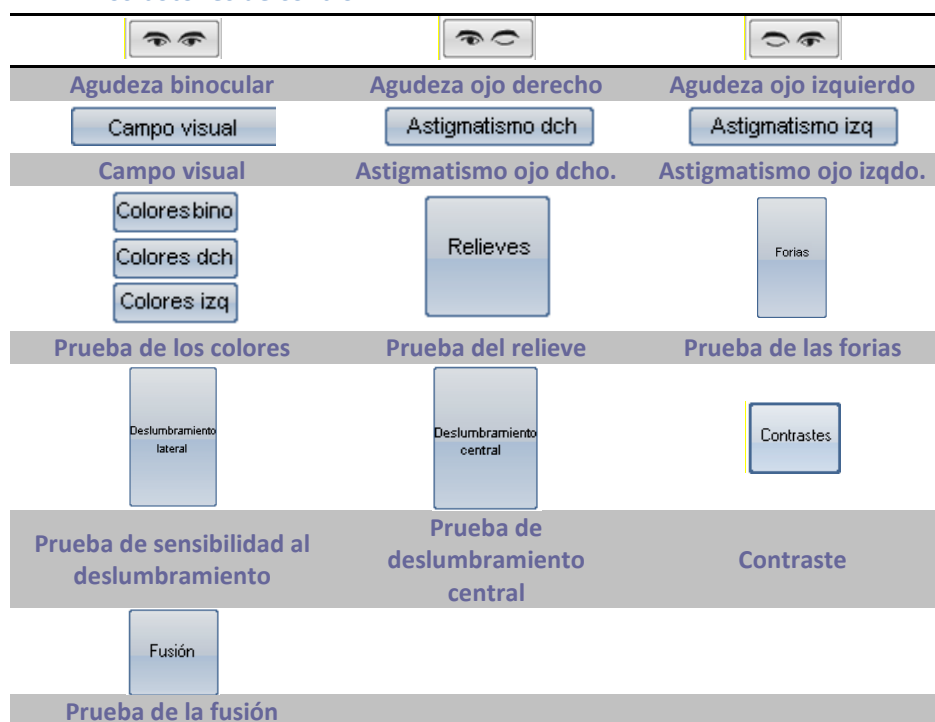 Agudeza binocular Agudeza ojo derecho Agudeza ojo izquierdo
Campo visual Astigmatismo dch Astigmatismo izq
Campo visual Astigmatismo ojo dcho. Astigmatismo ojo izqdo.
Colores bino
Colores dch
Colores izq
Relieves
Forias
Prueba de los colores Prueba del relieve Prueba de las forias
Deslumbramiento
lateral
Deslumbramiento
central
Contrastes
Prueba de sensibilidad al
deslumbramiento
Prueba de
deslumbramiento
central
Contraste
Fusión
Prueba de la fusión